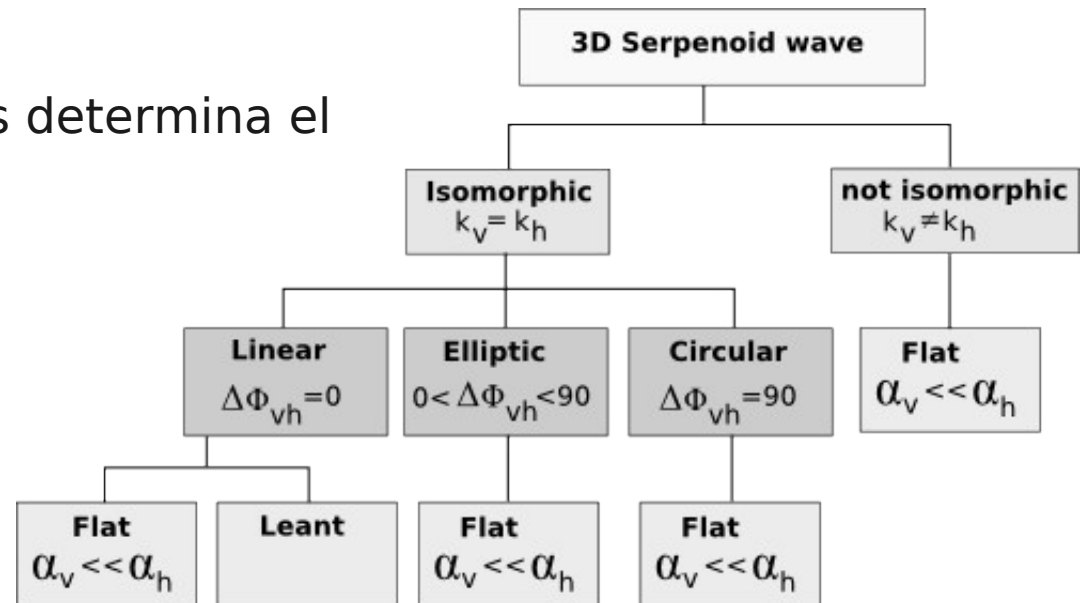 3D Serpenoid wave
s determina el
Isomorphic
kv= kh
not isomorphic
kv≠kh
Linear
ΔΦvh=0
Elliptic
0< ΔΦvh<90
Circular
ΔΦvh=90
Flat
αv<<αh
Flat
αv<<αh
Leant
Flat
αv<<αh
Flat
αv<<αh